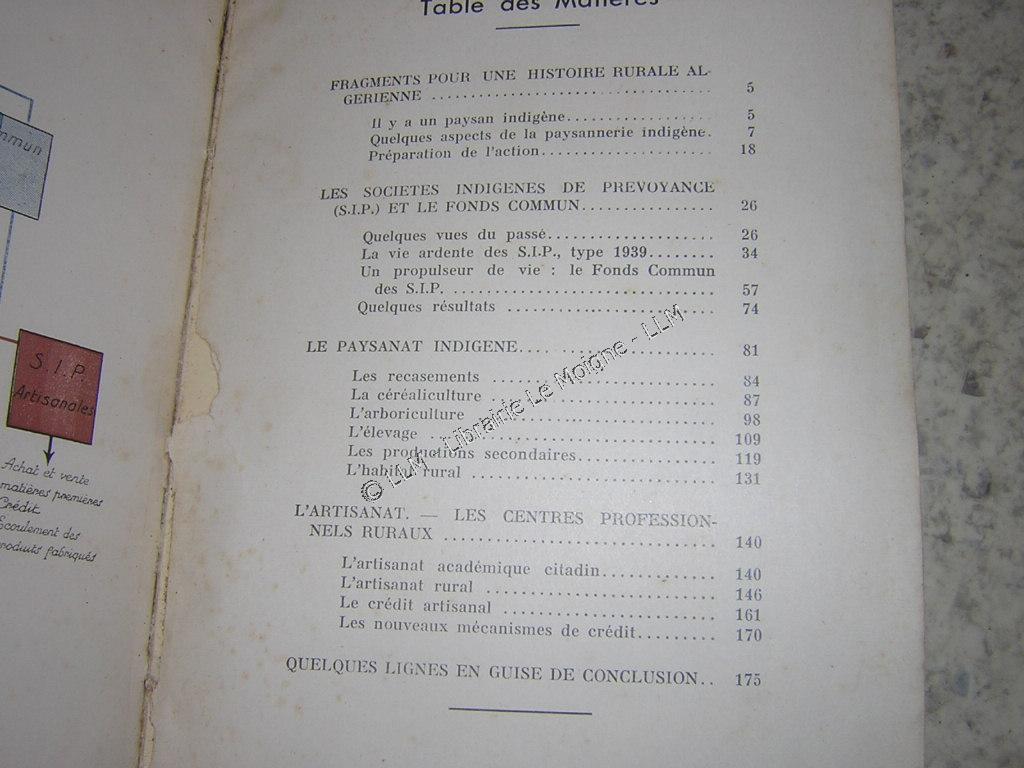 mmun
S.I.P.
Artisanales
Achat et vente
matières premières
Crédit
Ecoulement des
produits fabriqués
Table des Matières
FRAGMENTS POUR UNE HISTOIRE RURALE AL-
GERIENNE .................... 5
Il y a un paysan indigène.................... 5
Quelques aspects de la paysannerie indigène. 7
Préparation de l'action.................... 18
LES SOCIETES INDIGENES DE PREVOYANCE
(S.I.P.) ET LE FONDS COMMUN................ 26
Quelques vues du passé.................... 26
La vie ardente des S.I.P., type 1939........ 34
Un propulseur de vie : le Fonds Commun
des S.I.P. .................... 57
Quelques résultats .................... 74
LE PAYSANAT INDIGENE.................... 81
Les recasements .................... 84
La céréaliculture .................... 87
L'arboriculture .................... 98
L'élevage .................... 109
Les productions secondaires................ 119
L'habitat rural .................... 131
L'ARTISANAT. — LES CENTRES PROFESSION-
NELS RURAUX .................... 140
L'artisanat académique citadin............. 140
L'artisanat rural .................... 146
Le crédit artisanal .................... 161
Les nouveaux mécanismes de crédit......... 170
QUELQUES LIGNES EN GUISE DE CONCLUSION.. 175
© LLM - Librairie Le Moigne - LLM